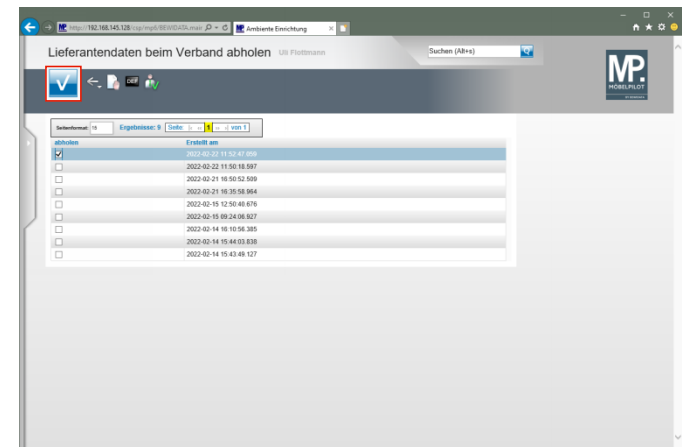 http://192.168.145.128/csp/mpli/BEWIDATA.main
Ambiente Einrichtung
Lieferantendaten beim Verband abholen Uli Flottmann
Suchen (Alt+s)
MP.
MÖBELPILOT
Seitenformat: 15 Ergebnisse: 9 Seite: 1 von 1
abholen Erstellt am
2022-02-22 11:52:47.859
2022-02-22 11:50:18.597
2022-02-21 16:50:52.509
2022-02-21 16:35:58.964
2022-02-15 12:50:40.676
2022-02-15 09:24:08.927
2022-02-14 16:10:56.385
2022-02-14 15:44:03.838
2022-02-14 15:43:49.127